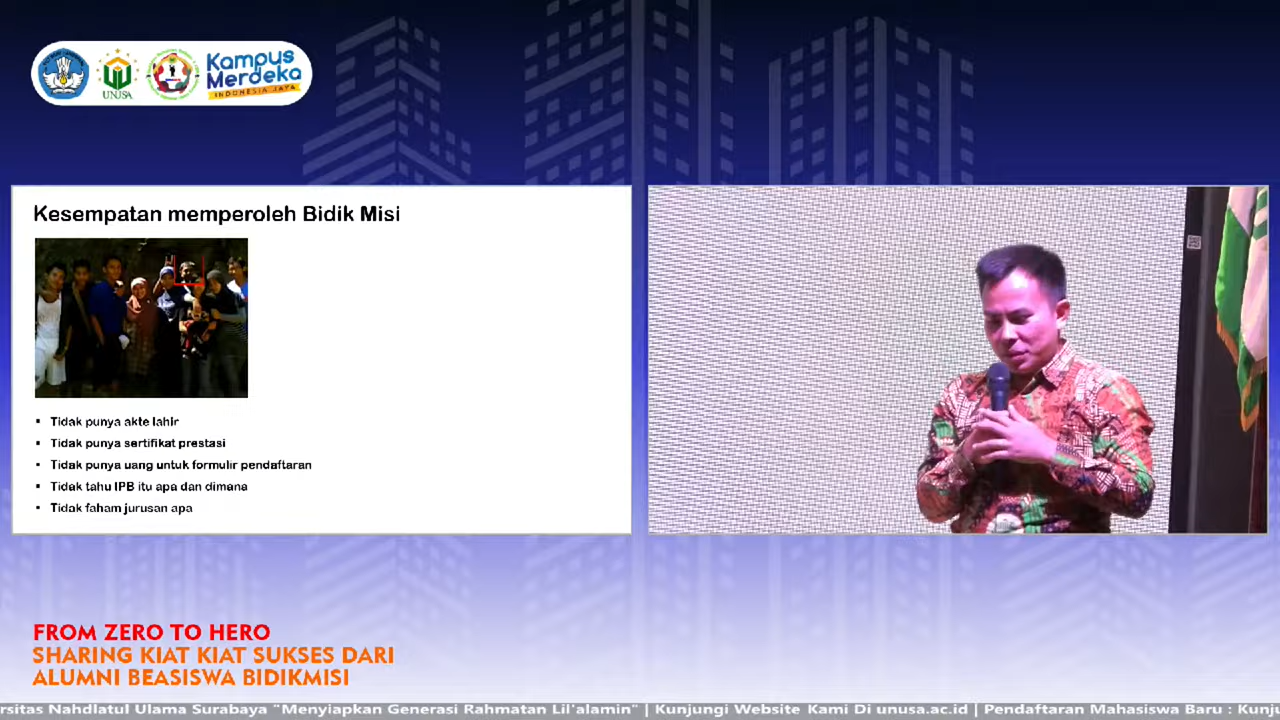 UNUSA
Kampus
Merdeka
INDONESIA JAYA
Kesempatan memperoleh Bidik Misi
▪ Tidak punya akte lahir
▪ Tidak punya sertifikat prestasi
▪ Tidak punya uang untuk formulir pendaftaran
▪ Tidak tahu IPB itu apa dan dimana
▪ Tidak faham jurusan apa
FROM ZERO TO HERO
SHARING KIAT KIAT SUKSES DARI
ALUMNI BEASISWA BIDIKMISI
rsitas Nahdlatul Ulama Surabaya "Menyiapkan Generasi Rahmatan Lil'alamin" | Kunjungi Website Kami Di unusa.ac.id | Pendaftaran Mahasiswa Baru : Kunju